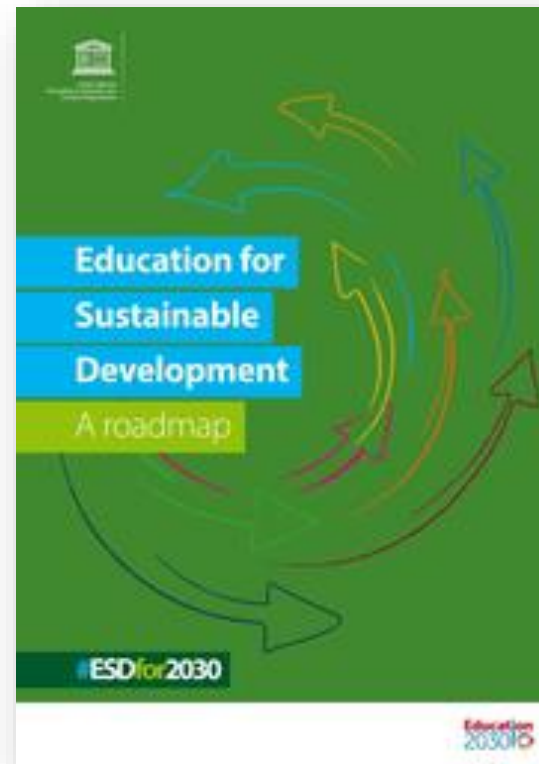 Education for
Sustainable
Development
A roadmap
#ESDfor2030
Education
2030